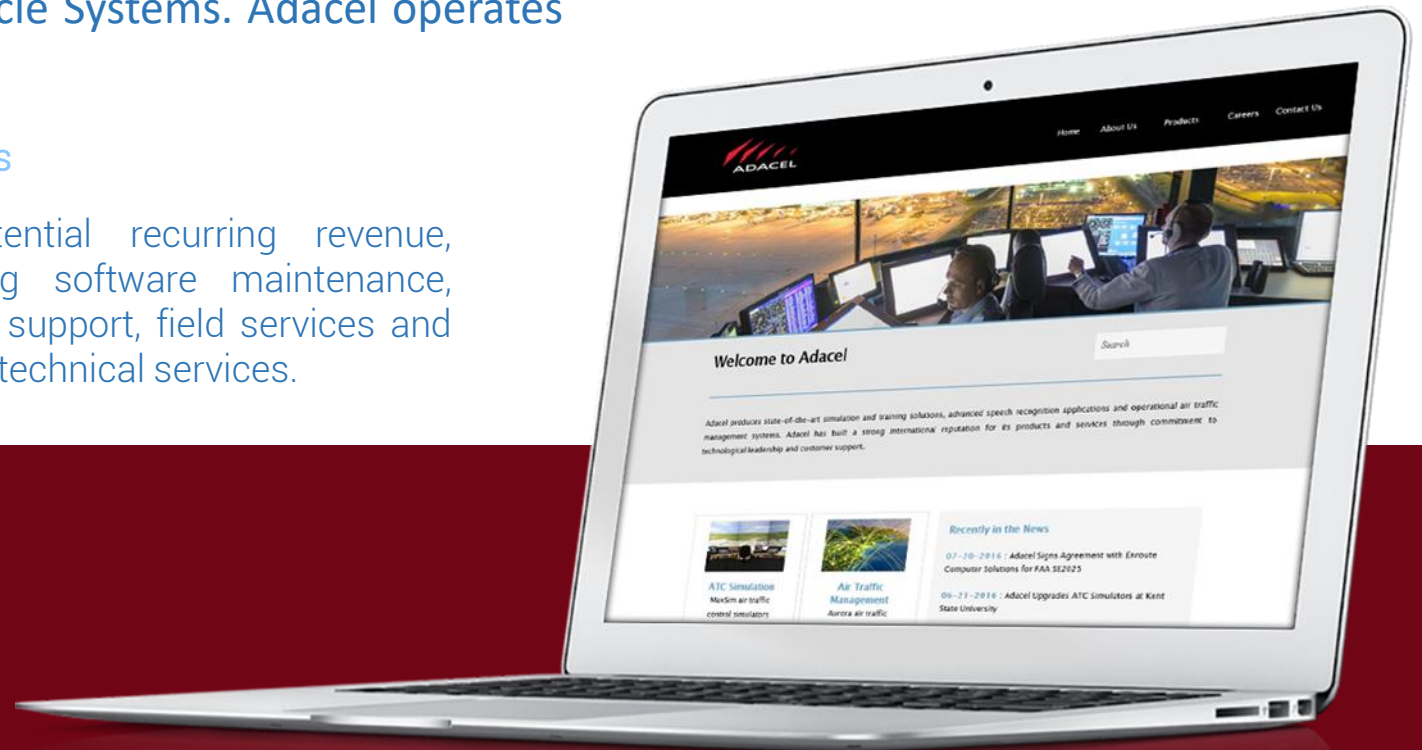 cle Systems. Adacel operates
s
tential recurring revenue,
g software maintenance,
support, field services and
technical services.
ADACEL
Home About Us Products Careers Contact Us
Welcome to Adacel
Search
Adacel produces state-of-the-art simulation and training solutions, advanced speech recognition applications and operational air traffic
management systems. Adacel has built a strong international reputation for its products and services through commitment to
technological leadership and customer support.
ATC Simulation
MaxSim air traffic
control simulators
Air Traffic
Management
Aurora air traffic
Recently in the News
07-20-2016 : Adacel Signs Agreement with Enroute
Computer Solutions for FAA SE2025
06-21-2016 : Adacel Upgrades ATC Simulators at Kent
State University